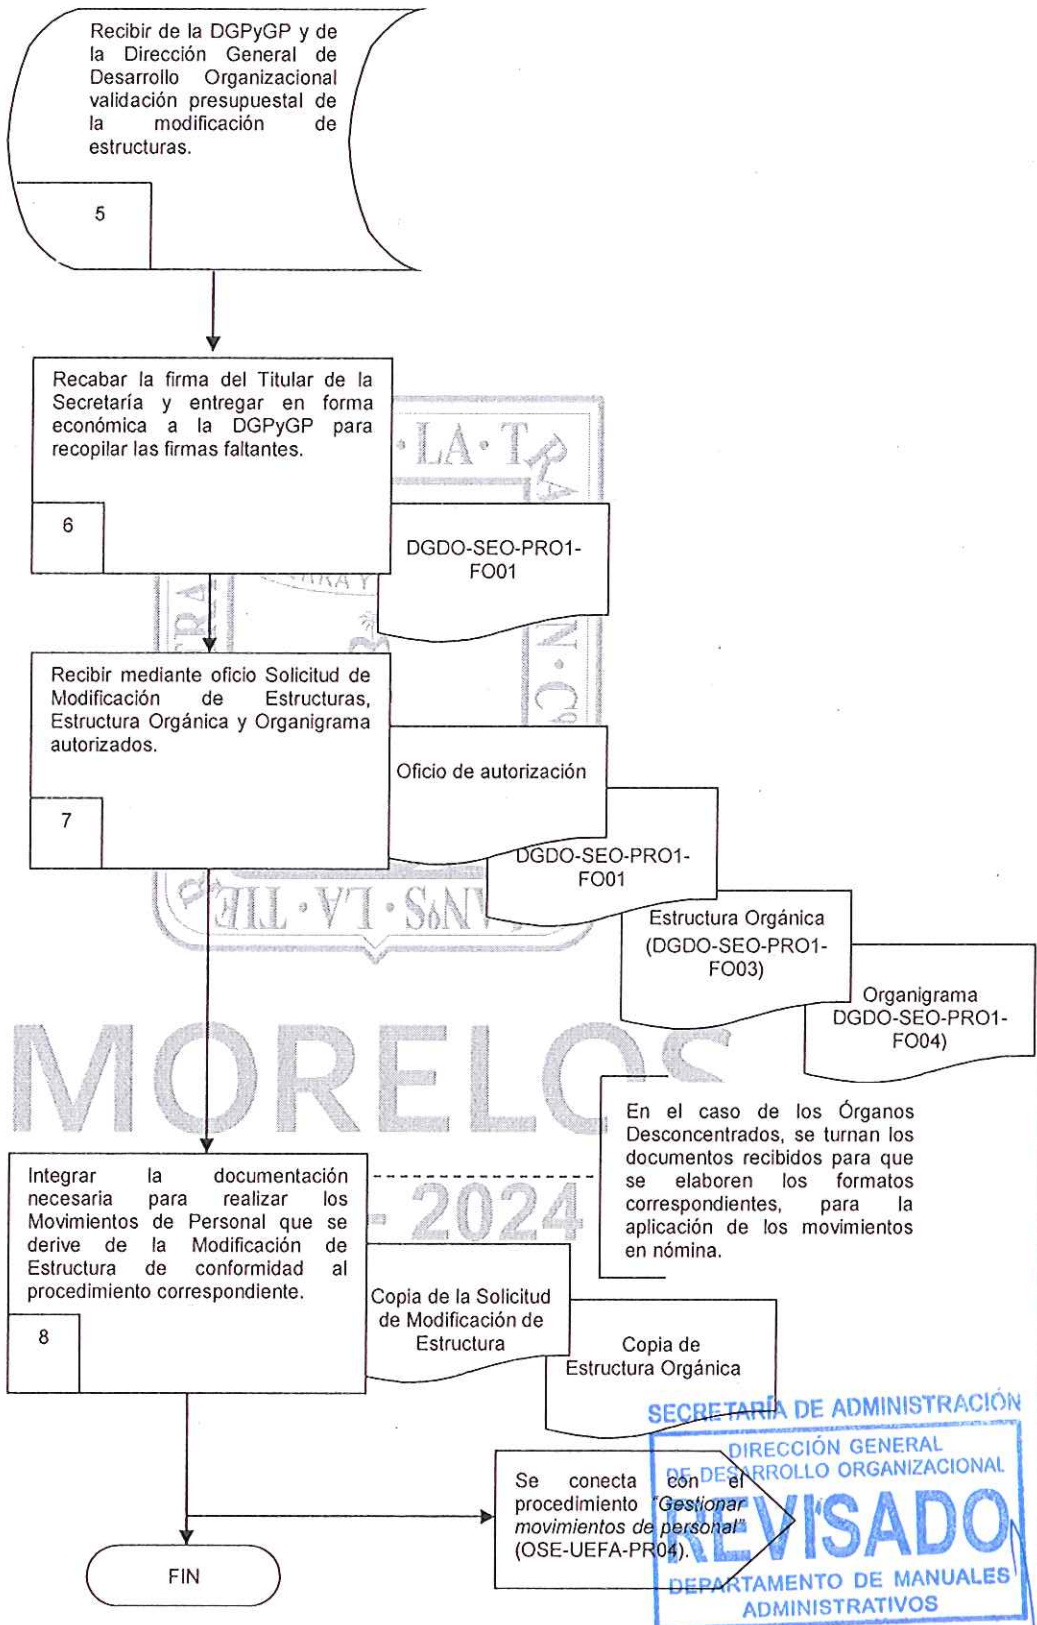 Recibir de la DGPyGP y de
la Dirección General de
Desarrollo Organizacional
validación presupuestal de
la modificación de
estructuras.
5
Recabar la firma del Titular de la
Secretaría y entregar en forma
económica a la DGPyGP para
recopilar las firmas faltantes.
6
DGDO-SEO-PRO1-
FO01
Recibir mediante oficio Solicitud de
Modificación de Estructuras,
Estructura Orgánica y Organigrama
autorizados.
7
Oficio de autorización
DGDO-SEO-PRO1-
FO01
Estructura Orgánica
(DGDO-SEO-PRO1-
FO03)
Organigrama
DGDO-SEO-PRO1-
FO04)
MORELOS
- 2024
En el caso de los Órganos
Desconcentrados, se turnan los
documentos recibidos para que
se elaboren los formatos
correspondientes, para la
aplicación de los movimientos
en nómina.
Integrar la documentación
necesaria para realizar los
Movimientos de Personal que se
derive de la Modificación de
Estructura de conformidad al
procedimiento correspondiente.
8
Copia de la Solicitud
de Modificación de
Estructura
Copia de
Estructura Orgánica
Se conecta con el
procedimiento "Gestionar
movimientos de personal"
(OSE-UEFA-PR04).
FIN
SECRETARÍA DE ADMINISTRACIÓN
DIRECCIÓN GENERAL
DE DESARROLLO ORGANIZACIONAL
REVISADO
DEPARTAMENTO DE MANUALES
ADMINISTRATIVOS